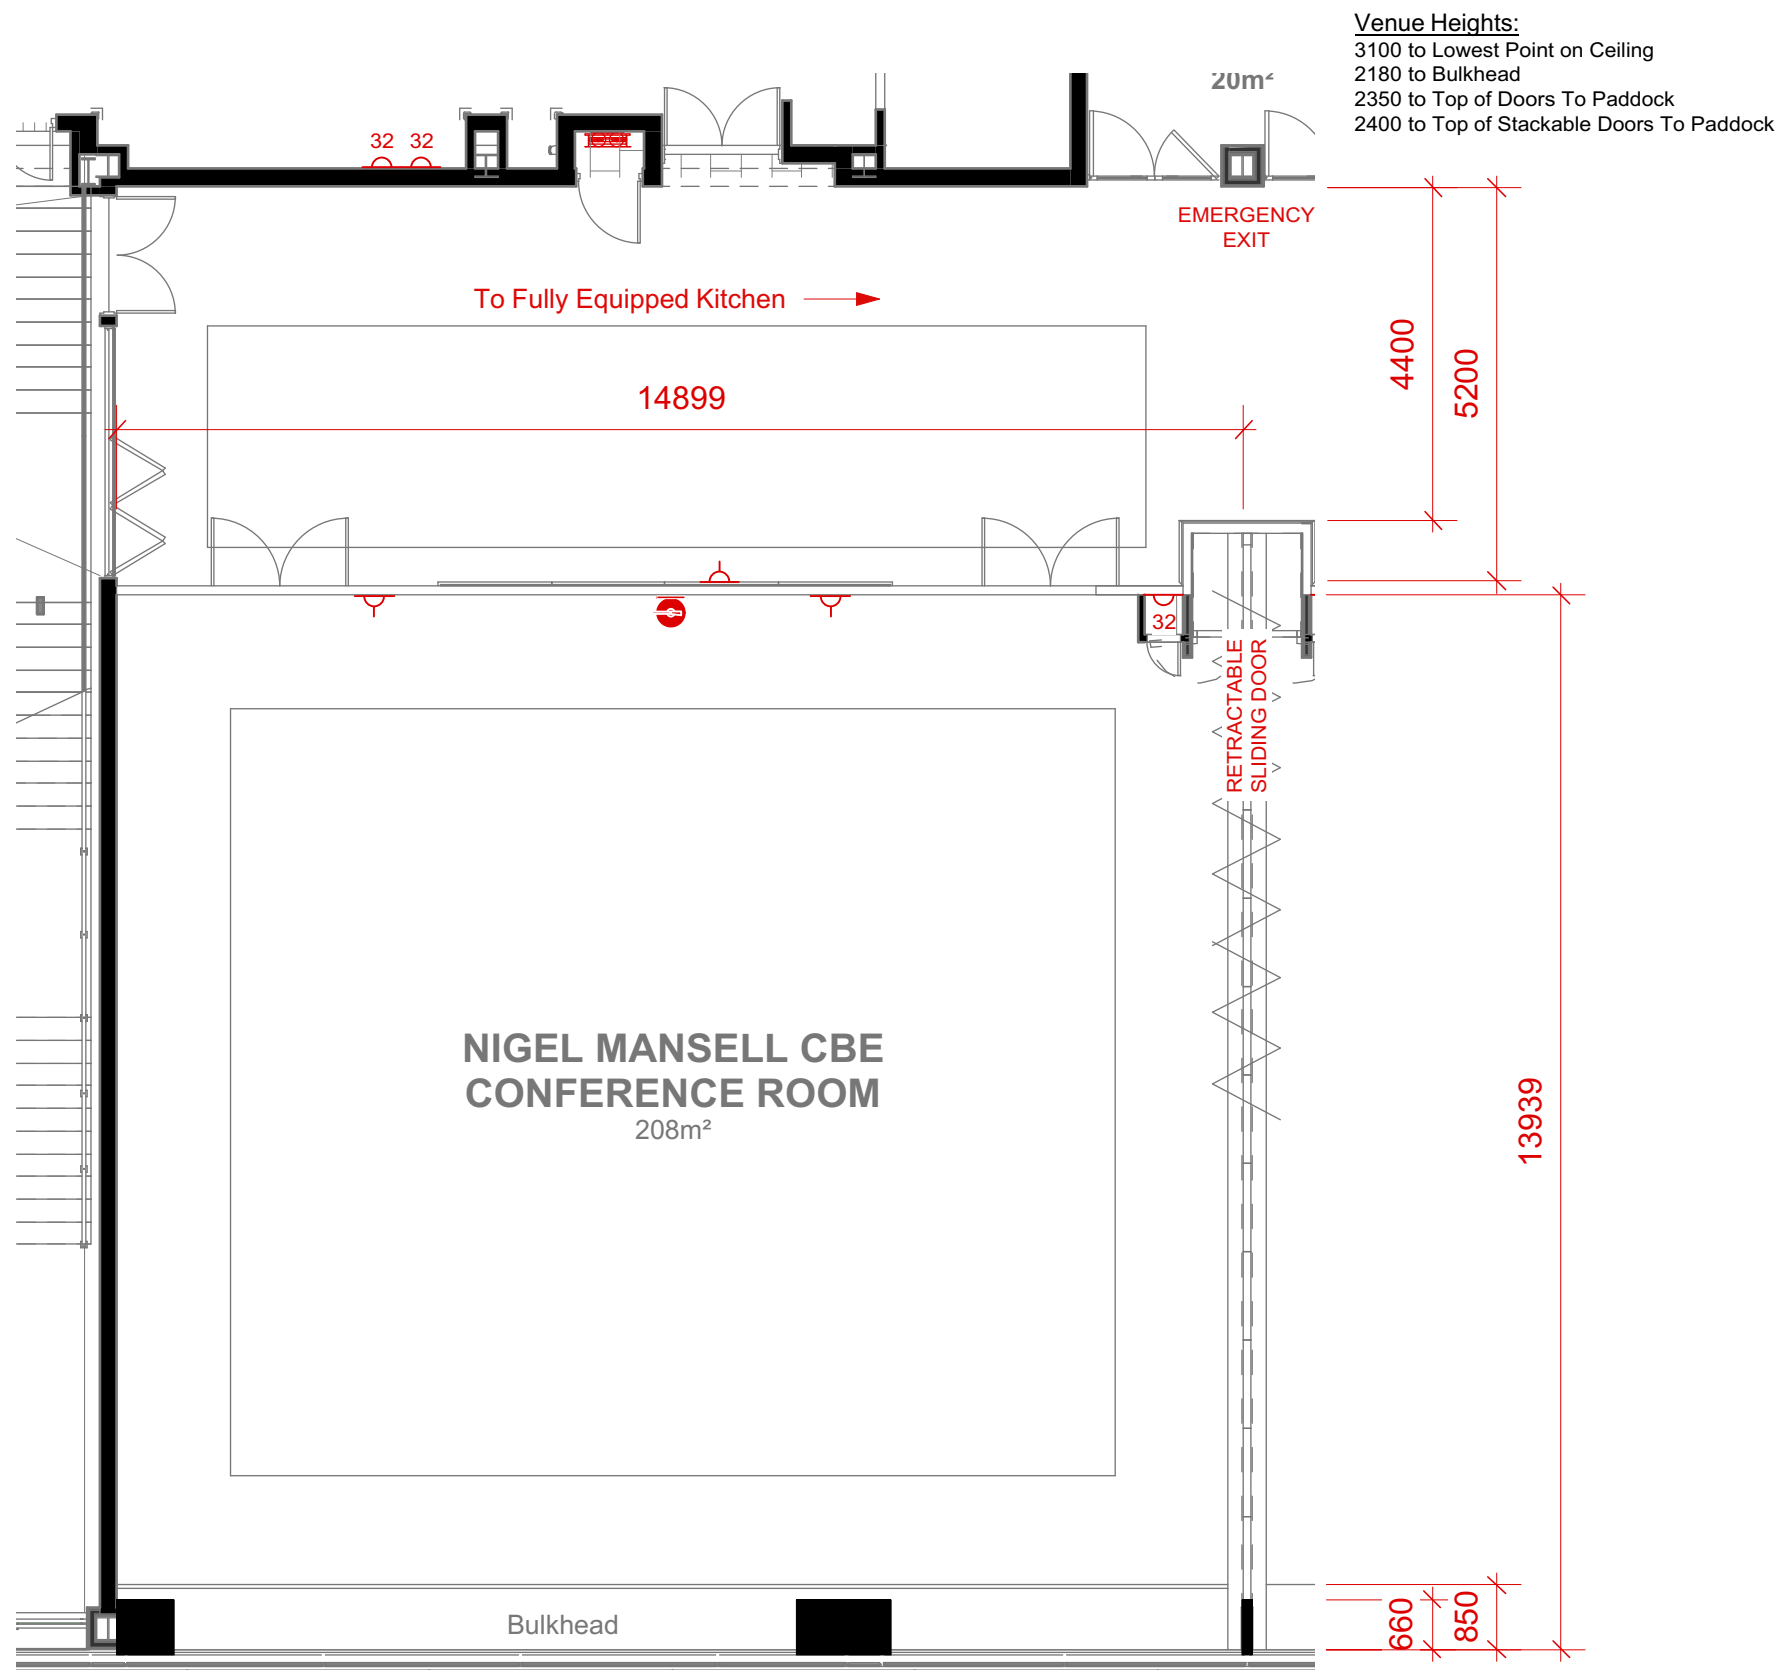 Venue Heights:
3100 to Lowest Point on Ceiling
2180 to Bulkhead
2350 to Top of Doors To Paddock
2400 to Top of Stackable Doors To Paddock
20m²
32 32
EMERGENCY
EXIT
To Fully Equipped Kitchen
4400
5200
14899
32
RETRACTABLE
SLIDING DOOR
NIGEL MANSELL CBE
CONFERENCE ROOM
208m²
13939
Bulkhead
660
850